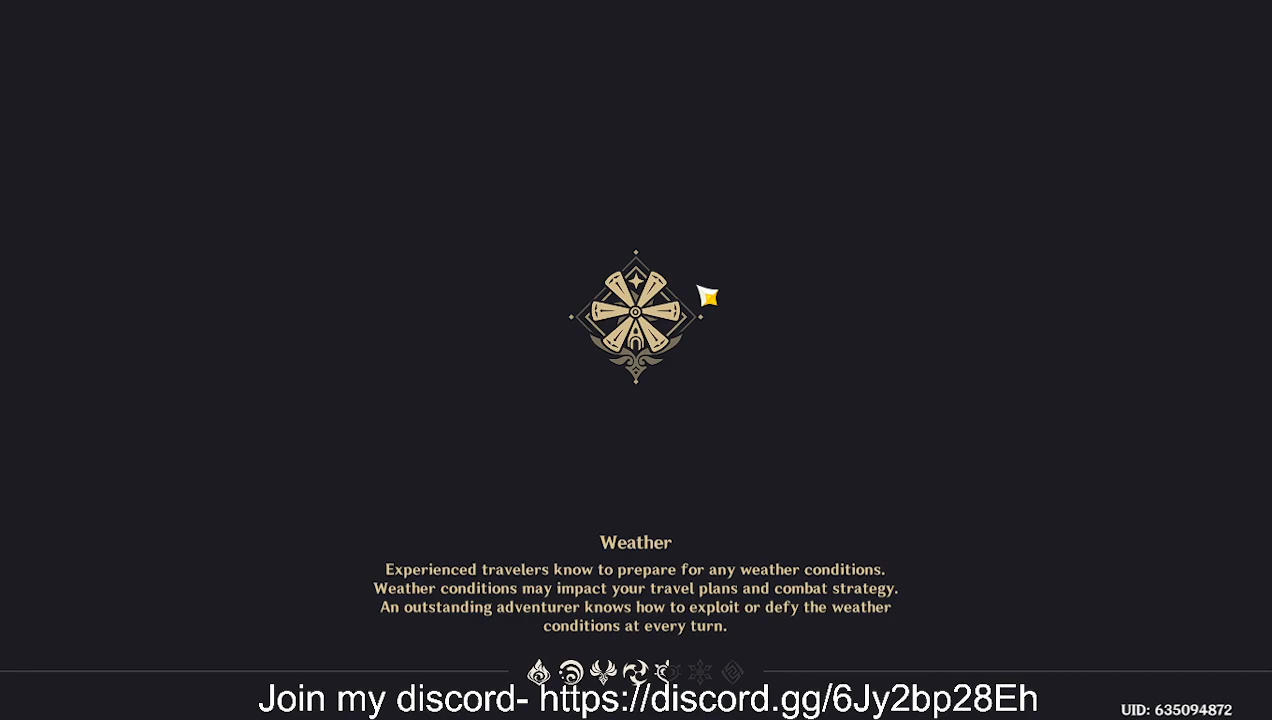 Weather
Experienced travelers know to prepare for any weather conditions.
Weather conditions may impact your travel plans and combat strategy.
An outstanding adventurer knows how to exploit or defy the weather
conditions at every turn.
Join my discord- https://discord.gg/6Jy2bp28Eh
UID: 635094872